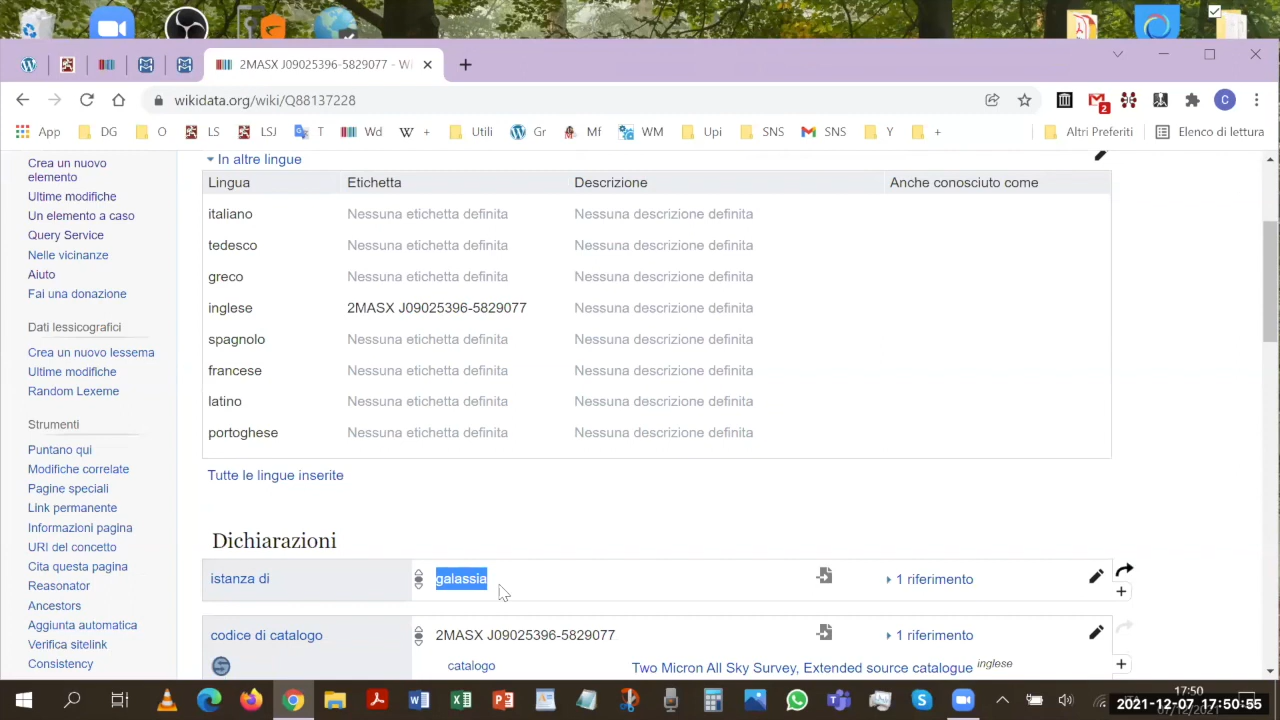 2MASX J09025396-5829077 - Wi
wikidata.org/wiki/Q88137228
2
C
App DG O LS LSJ T Wd + Utili Gr Mf WM Upi SNS SNS Y + Altri Preferiti Elenco di lettura
Crea un nuovo
elemento
Ultime modifiche
Un elemento a caso
Query Service
Nelle vicinanze
Aiuto
Fai una donazione
Dati lessicografici
Crea un nuovo lessema
Ultime modifiche
Random Lexeme
Strumenti
Puntano qui
Modifiche correlate
Pagine speciali
Link permanente
Informazioni pagina
URI del concetto
Cita questa pagina
Reasonator
Ancestors
Aggiunta automatica
Verifica sitelink
Consistency
In altre lingue
Lingua Etichetta Descrizione Anche conosciuto come
italiano Nessuna etichetta definita Nessuna descrizione definita
tedesco Nessuna etichetta definita Nessuna descrizione definita
greco Nessuna etichetta definita Nessuna descrizione definita
inglese 2MASX J09025396-5829077 Nessuna descrizione definita
spagnolo Nessuna etichetta definita Nessuna descrizione definita
francese Nessuna etichetta definita Nessuna descrizione definita
latino Nessuna etichetta definita Nessuna descrizione definita
portoghese Nessuna etichetta definita Nessuna descrizione definita
Tutte le lingue inserite
Dichiarazioni
istanza di galassia 1 riferimento
codice di catalogo 2MASX J09025396-5829077 1 riferimento
catalogo Two Micron All Sky Survey, Extended source catalogue inglese
17:50
2021-12-07 17:50:55